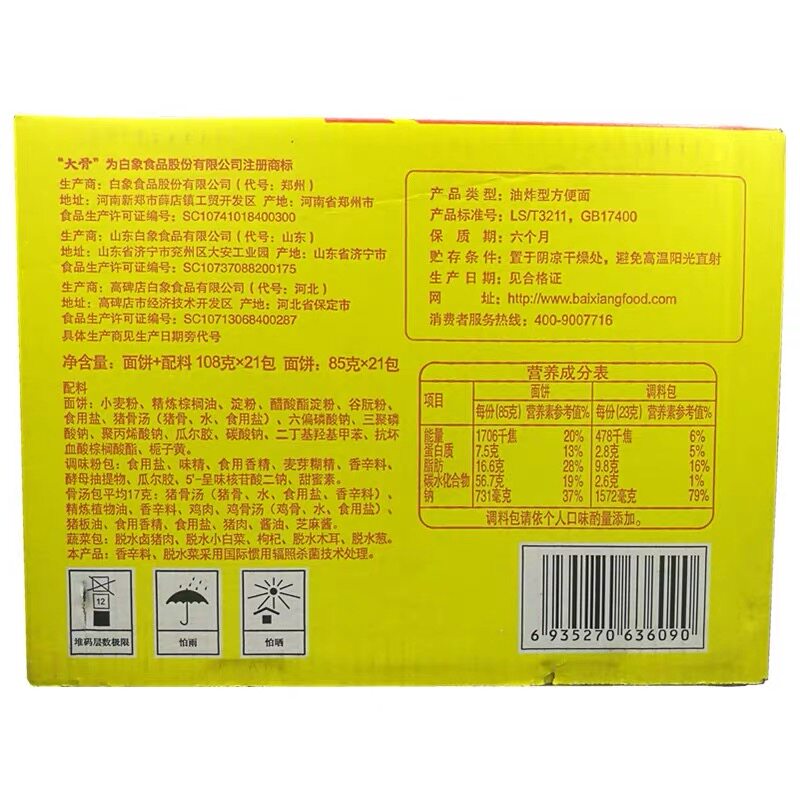 “大骨”为白象食品股份有限公司注册商标
生产商：白象食品股份有限公司（代号：郑州）
地址：河南新郑市薛店镇工贸开发区 产地：河南省郑州市
食品生产许可证编号：SC10741018400300
生产商：山东白象食品有限公司（代号：山东）
地址：山东省济宁市兖州区大安工业园 产地：山东省济宁市
食品生产许可证编号：SC10737088200175
生产商：高碑店白象食品有限公司（代号：河北）
地址：高碑店市经济技术开发区 产地：河北省保定市
食品生产许可证编号：SC10713068400287
具体生产商见生产日期旁代号
净含量：面饼+配料 108克×21包 面饼：85克×21包
配料
面饼：小麦粉、精炼棕榈油、淀粉、醋酸酯淀粉、谷朊粉、
食用盐、猪骨汤（猪骨、水、食用盐）、六偏磷酸钠、三聚磷
酸钠、聚丙烯酸钠、瓜尔胶、碳酸钠、二丁基羟基甲苯、抗坏
血酸棕榈酸酯、栀子黄。
调味粉包：食用盐、味精、食用香精、麦芽糊精、香辛料、
酵母抽提物、瓜尔胶、5'-呈味核苷酸二钠、甜蜜素。
骨汤包平均17克：猪骨汤（猪骨、水、食用盐、香辛料）、
精炼植物油、香辛料、鸡肉、鸡骨汤（鸡骨、水、食用盐）、
猪板油、食用香精、食用盐、猪肉、酱油、芝麻酱。
蔬菜包：脱水卤猪肉、脱水小白菜、枸杞、脱水木耳、脱水葱。
本产品：香辛料、脱水菜采用国际惯用辐照杀菌技术处理。
12
堆码层数极限
怕雨
怕晒
产品类型：油炸型方便面
产品标准号：LS/T3211，GB17400
保质期：六个月
贮存条件：置于阴凉干燥处，避免高温阳光直射
生产日期：见合格证
网址：http://www.baixiangfood.com
消费者服务热线：400-9007716
营养成分表
项目 面饼 调料包
每份(85克) 营养素参考值% 每份(23克) 营养素参考值%
能量 1706千焦 20% 478千焦 6%
蛋白质 7.5克 13% 2.8克 5%
脂肪 16.6克 28% 9.8克 16%
碳水化合物 56.7克 19% 2.6克 1%
钠 731毫克 37% 1572毫克 79%
调料包请依个人口味酌量添加。
6 935270 636090